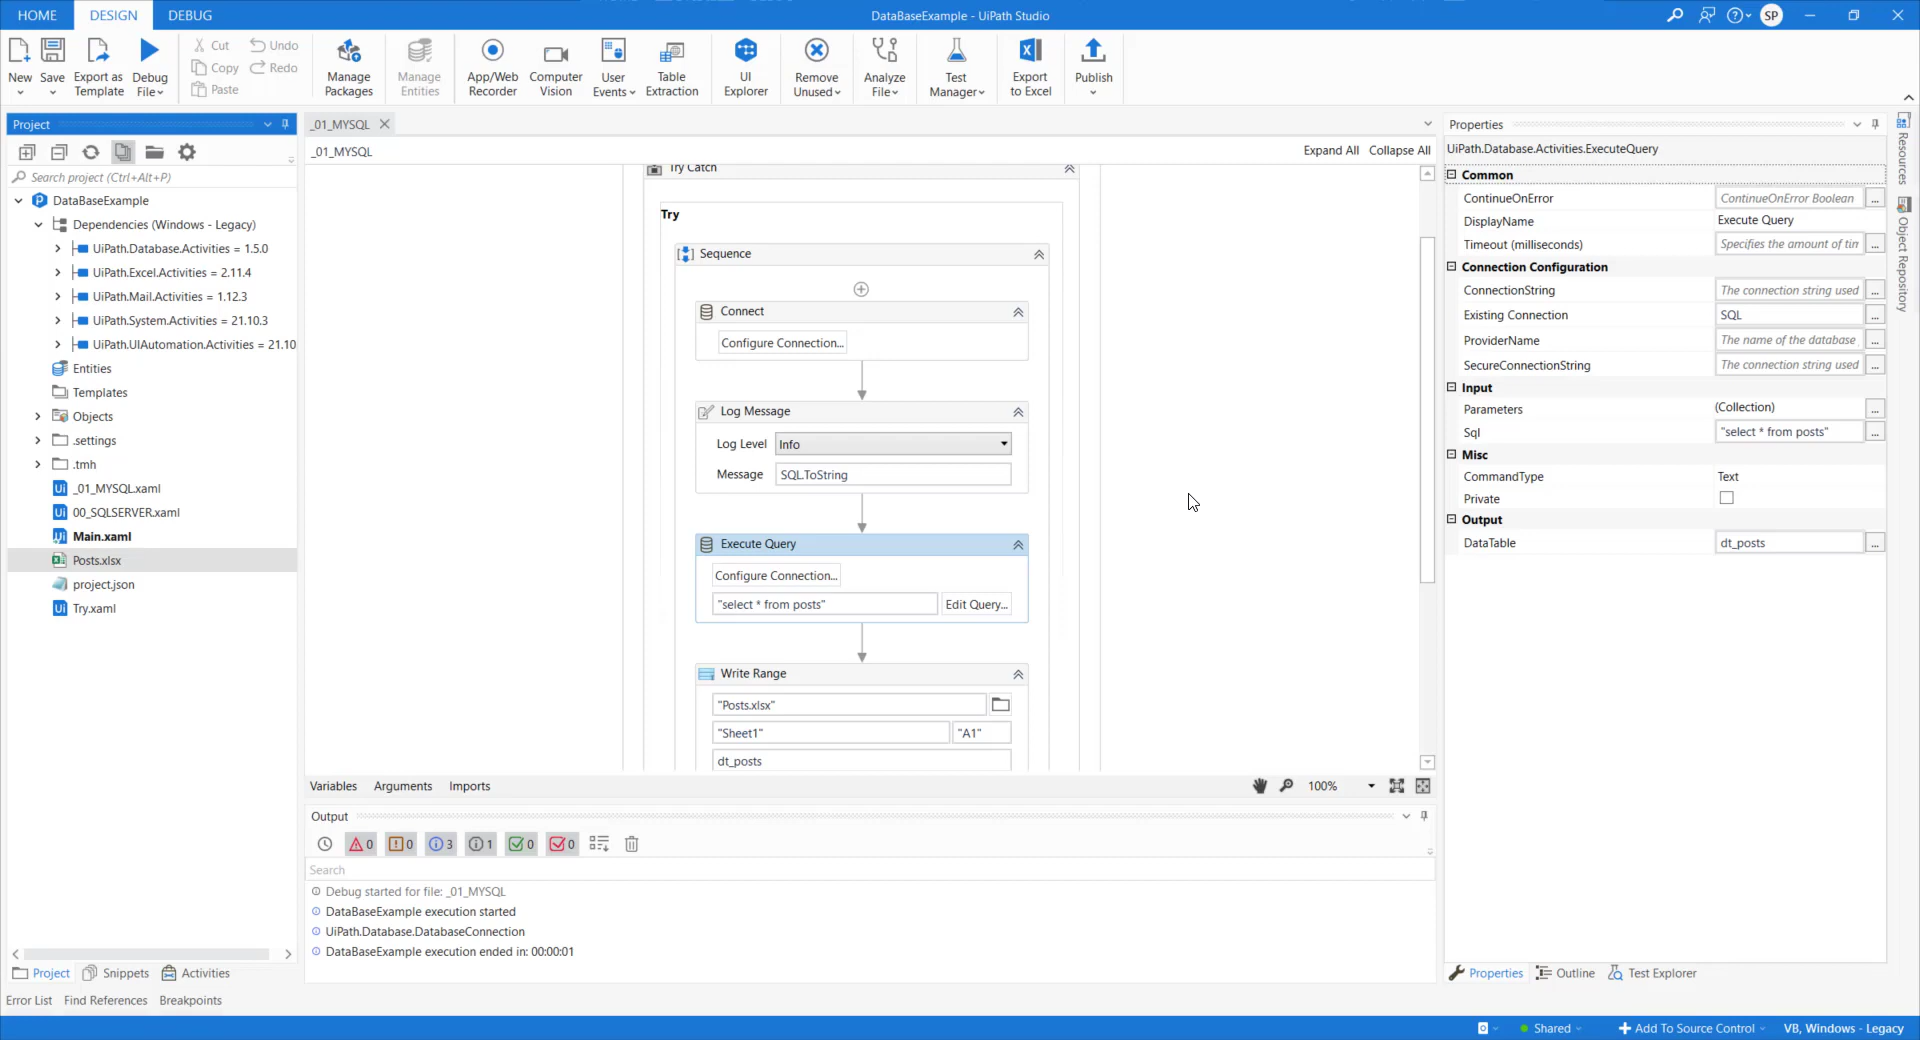 HOME DESIGN DEBUG DataBaseExample - UiPath Studio SP
New Save Export as Template Debug File Cut Copy Paste Undo Redo Manage Packages Manage Entities App/Web Recorder Computer Vision User Events Table Extraction UI Explorer Remove Unused Analyze File Test Manager Export to Excel Publish
Project
Search project (Ctrl+Alt+P)
DataBaseExample
Dependencies (Windows - Legacy)
UiPath.Database.Activities = 1.5.0
UiPath.Excel.Activities = 2.11.4
UiPath.Mail.Activities = 1.12.3
UiPath.System.Activities = 21.10.3
UiPath.UIAutomation.Activities = 21.10
Entities
Templates
Objects
.settings
.tmh
_01_MYSQL.xaml
00_SQLSERVER.xaml
Main.xaml
Posts.xlsx
project.json
Try.xaml
Project Snippets Activities
Error List Find References Breakpoints
_01_MYSQL
_01_MYSQL Expand All Collapse All
Try Catch
Try
Sequence
Connect
Configure Connection...
Log Message
Log Level Info
Message SQL.ToString
Execute Query
Configure Connection...
"select * from posts" Edit Query...
Write Range
"Posts.xlsx"
"Sheet1" "A1"
dt_posts
Variables Arguments Imports 100%
Output
0 0 3 1 0 0
Search
Debug started for file: _01_MYSQL
DataBaseExample execution started
UiPath.Database.DatabaseConnection
DataBaseExample execution ended in: 00:00:01
Properties
UiPath.Database.Activities.ExecuteQuery
Common
ContinueOnError ContinueOnError Boolean ...
DisplayName Execute Query
Timeout (milliseconds) Specifies the amount of tim ...
Connection Configuration
ConnectionString The connection string used ...
Existing Connection SQL ...
ProviderName The name of the database ...
SecureConnectionString The connection string used ...
Input
Parameters (Collection) ...
Sql "select * from posts" ...
Misc
CommandType Text
Private
Output
DataTable dt_posts ...
Properties Outline Test Explorer
Resources
Object Repository
Shared Add To Source Control VB, Windows - Legacy